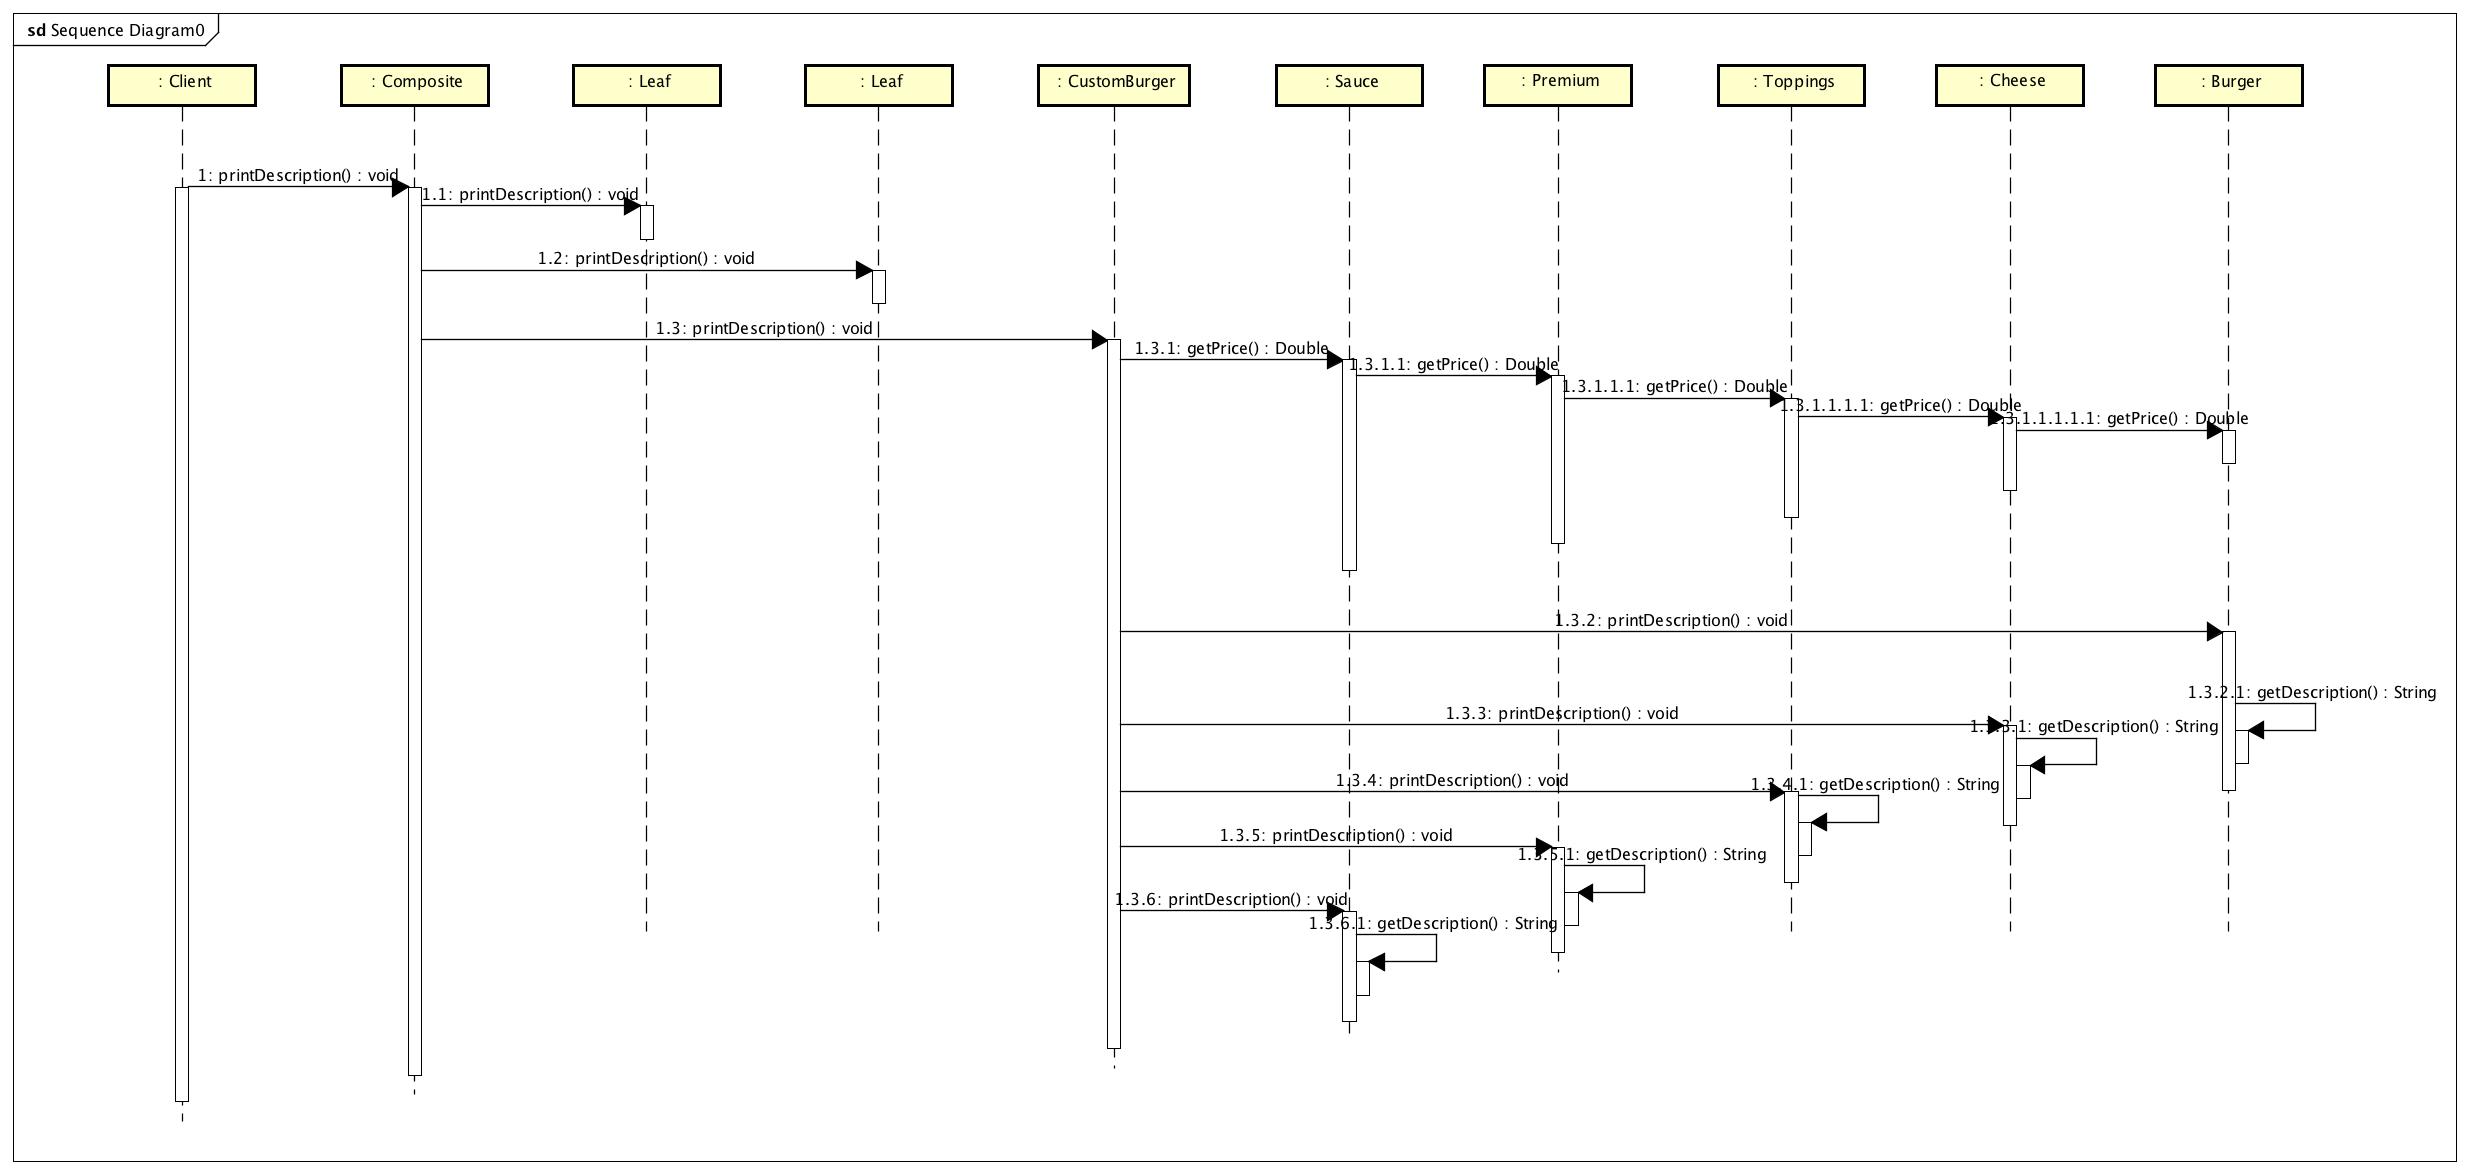 sd Sequence Diagram0
: Client
: Composite
: Leaf
: Leaf
: CustomBurger
: Sauce
: Premium
: Toppings
: Cheese
: Burger
1: printDescription() : void
1.1: printDescription() : void
1.2: printDescription() : void
1.3: printDescription() : void
1.3.1: getPrice() : Double
1.3.1.1: getPrice() : Double
1.3.1.1.1: getPrice() : Double
1.3.1.1.1.1: getPrice() : Double
1.3.1.1.1.1.1: getPrice() : Double
1.3.2: printDescription() : void
1.3.2.1: getDescription() : String
1.3.3: printDescription() : void
1.3.3.1: getDescription() : String
1.3.4: printDescription() : void
1.3.4.1: getDescription() : String
1.3.5: printDescription() : void
1.3.5.1: getDescription() : String
1.3.6: printDescription() : void
1.3.6.1: getDescription() : String